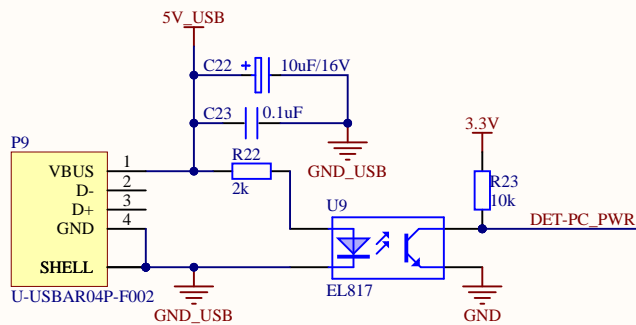 5V_USB
C22
10uF/16V
C23
0.1uF
P9
3.3V
VBUS 1
R22
GND_USB
D- 2
2k
R23
D+ 3
U9
10k
GND 4
DET-PC_PWR
SHELL
U-USBAR04P-F002
GND_USB
EL817
GND